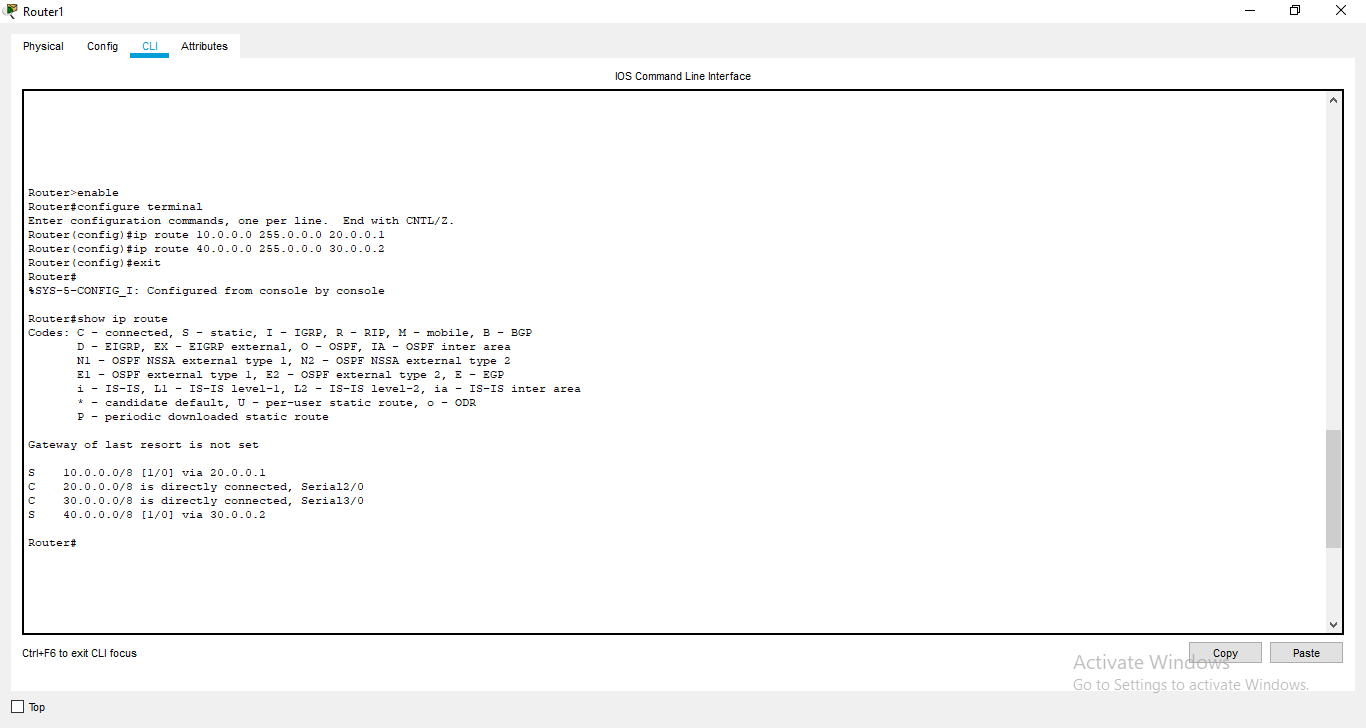 Router1
Physical Config CLI Attributes
IOS Command Line Interface
Router>enable
Router#configure terminal
Enter configuration commands, one per line.  End with CNTL/Z.
Router(config)#ip route 10.0.0.0 255.0.0.0 20.0.0.1
Router(config)#ip route 40.0.0.0 255.0.0.0 30.0.0.2
Router(config)#exit
Router#
%SYS-5-CONFIG_I: Configured from console by console
Router#show ip route
Codes: C - connected, S - static, I - IGRP, R - RIP, M - mobile, B - BGP
D - EIGRP, EX - EIGRP external, O - OSPF, IA - OSPF inter area
N1 - OSPF NSSA external type 1, N2 - OSPF NSSA external type 2
E1 - OSPF external type 1, E2 - OSPF external type 2, E - EGP
i - IS-IS, L1 - IS-IS level-1, L2 - IS-IS level-2, ia - IS-IS inter area
* - candidate default, U - per-user static route, o - ODR
P - periodic downloaded static route
Gateway of last resort is not set
S    10.0.0.0/8 [1/0] via 20.0.0.1
C    20.0.0.0/8 is directly connected, Serial2/0
C    30.0.0.0/8 is directly connected, Serial3/0
S    40.0.0.0/8 [1/0] via 30.0.0.2
Router#
Ctrl+F6 to exit CLI focus
Copy Paste
Activate Windows
Go to Settings to activate Windows.
Top